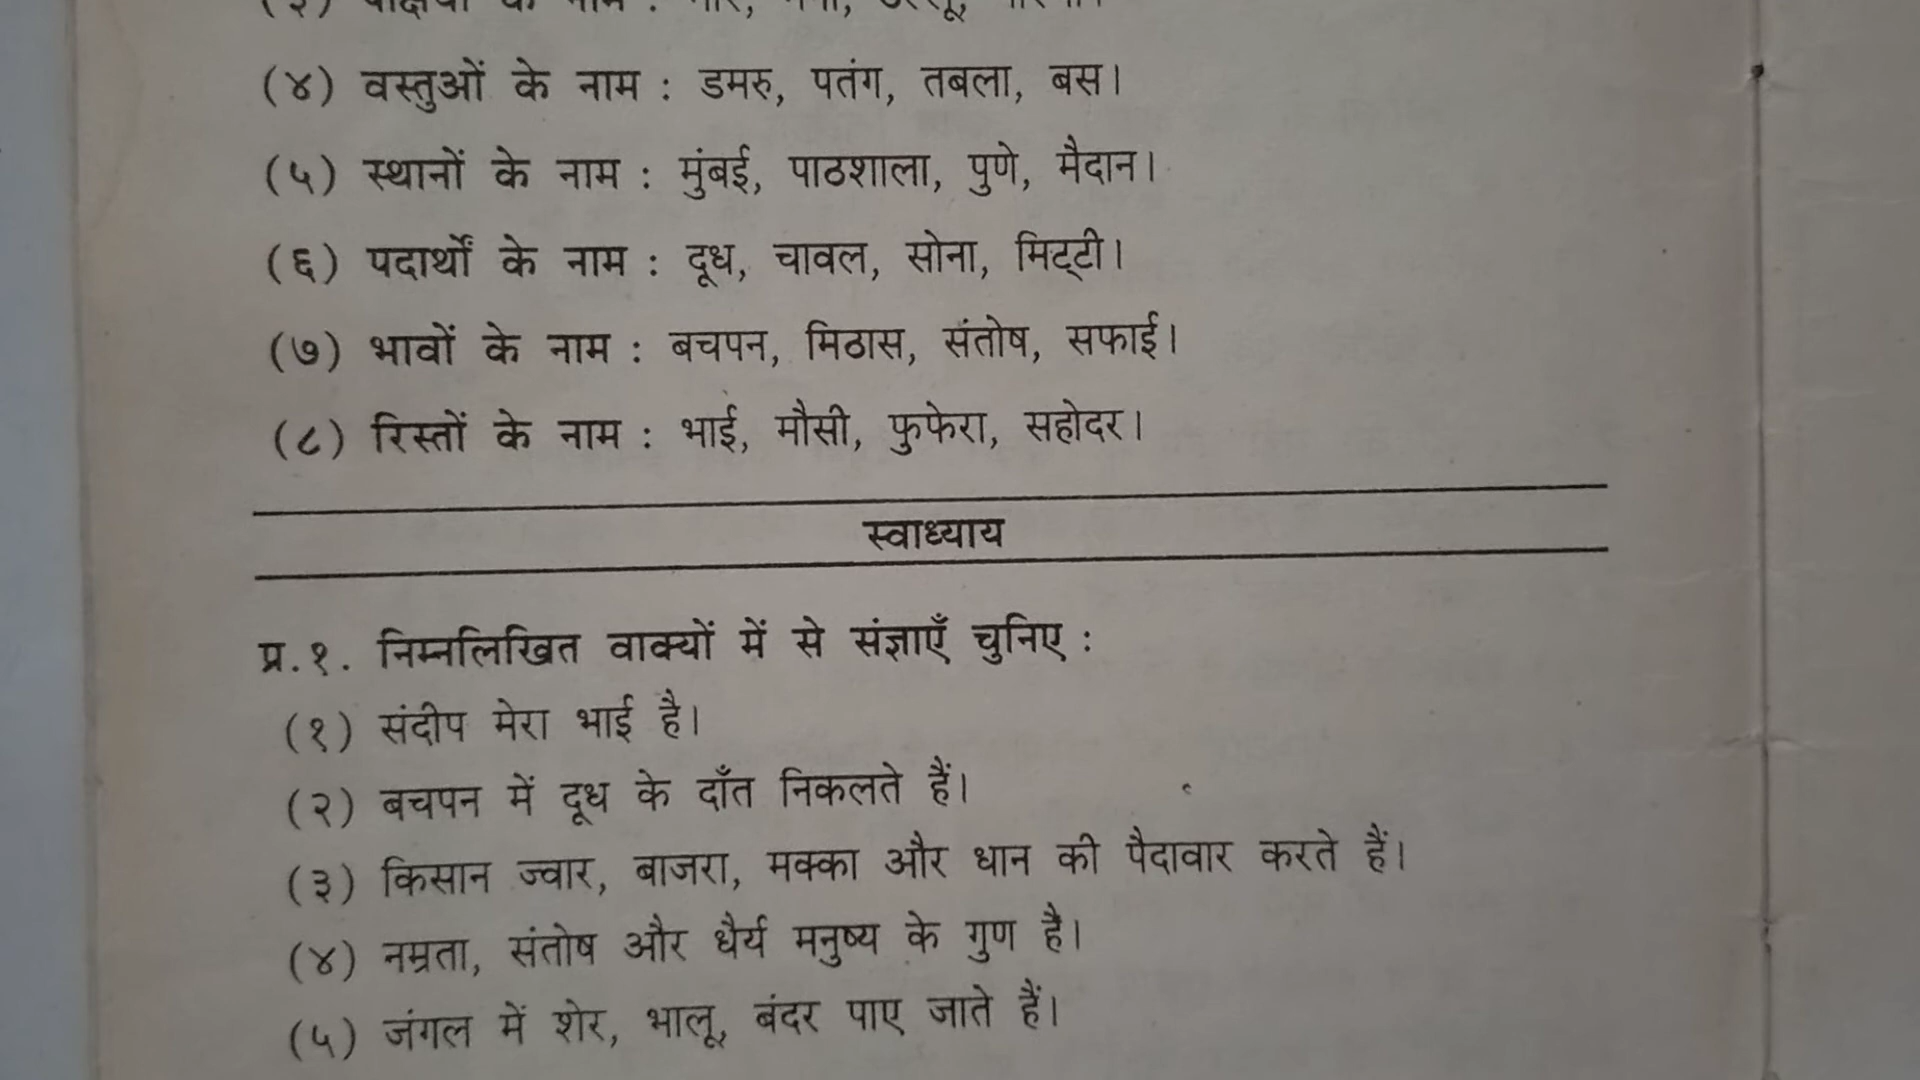 (४) वस्तुओं के नाम : डमरु, पतंग, तबला, बस।
(५) स्थानों के नाम : मुंबई, पाठशाला, पुणे, मैदान।
(६) पदार्थों के नाम : दूध, चावल, सोना, मिट्‌टी।
(७) भावों के नाम : बचपन, मिठास, संतोष, सफाई।
(८) रिस्तों के नाम : भाई, मौसी, फुफेरा, सहोदर।
स्वाध्याय
प्र.१. निम्नलिखित वाक्यों में से संज्ञाएँ चुनिए :
(१) संदीप मेरा भाई है।
(२) बचपन में दूध के दाँत निकलते हैं।
(३) किसान ज्वार, बाजरा, मक्का और धान की पैदावार करते हैं।
(४) नम्रता, संतोष और धैर्य मनुष्य के गुण है।
(५) जंगल में शेर, भालू, बंदर पाए जाते हैं।